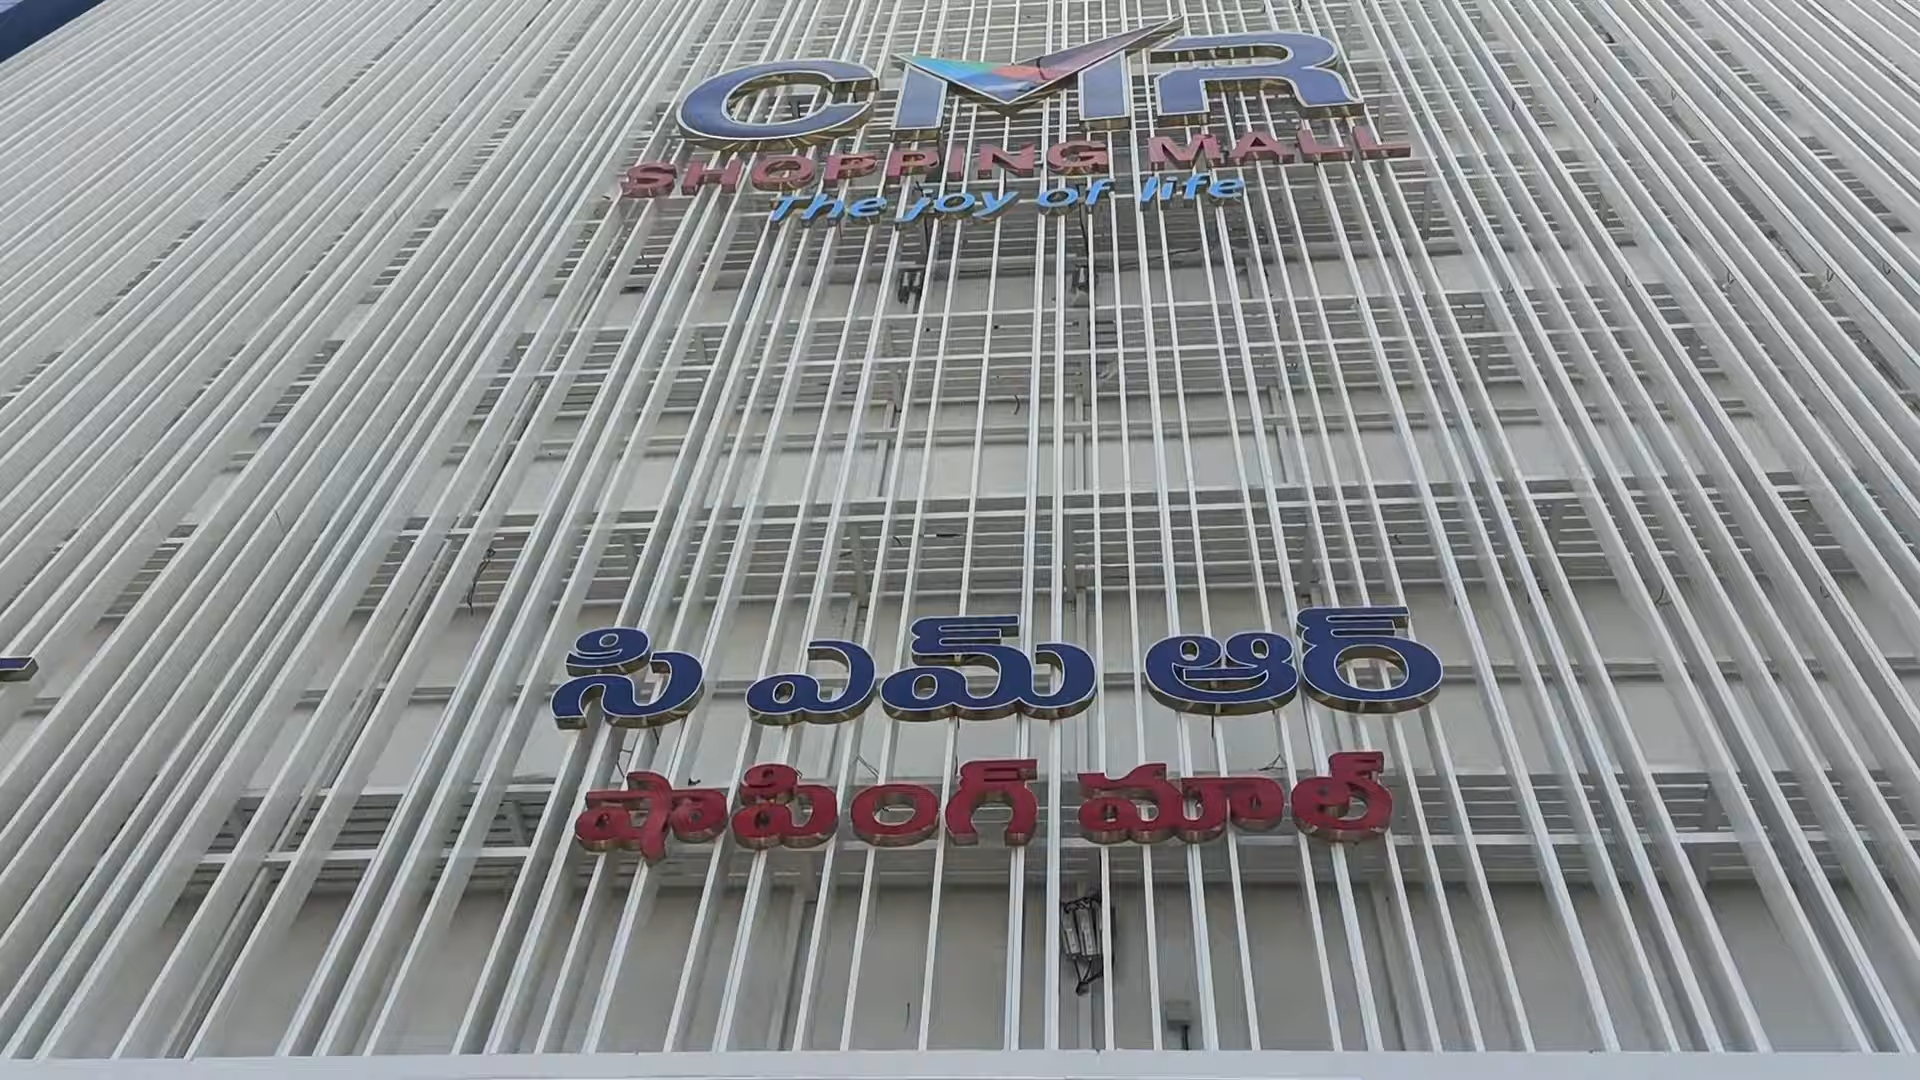 CMR
SHOPPING MALL
The joy of life
సి ఎమ్ ఆర్
షాపింగ్ మాల్